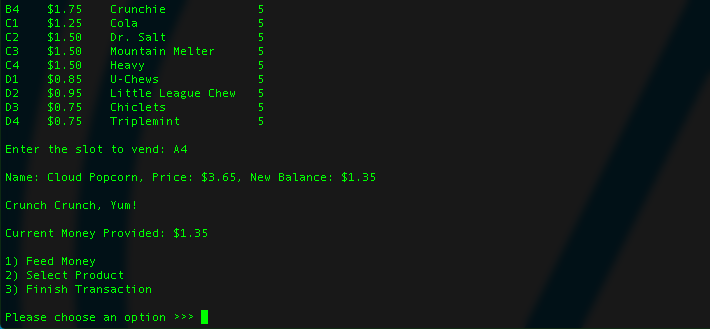 B4 $1.75 Crunchie 5
C1 $1.25 Cola 5
C2 $1.50 Dr. Salt 5
C3 $1.50 Mountain Melter 5
C4 $1.50 Heavy 5
D1 $0.85 U-Chews 5
D2 $0.95 Little League Chew 5
D3 $0.75 Chiclets 5
D4 $0.75 Triplemint 5
Enter the slot to vend: A4
Name: Cloud Popcorn, Price: $3.65, New Balance: $1.35
Crunch Crunch, Yum!
Current Money Provided: $1.35
1) Feed Money
2) Select Product
3) Finish Transaction
Please choose an option >>>